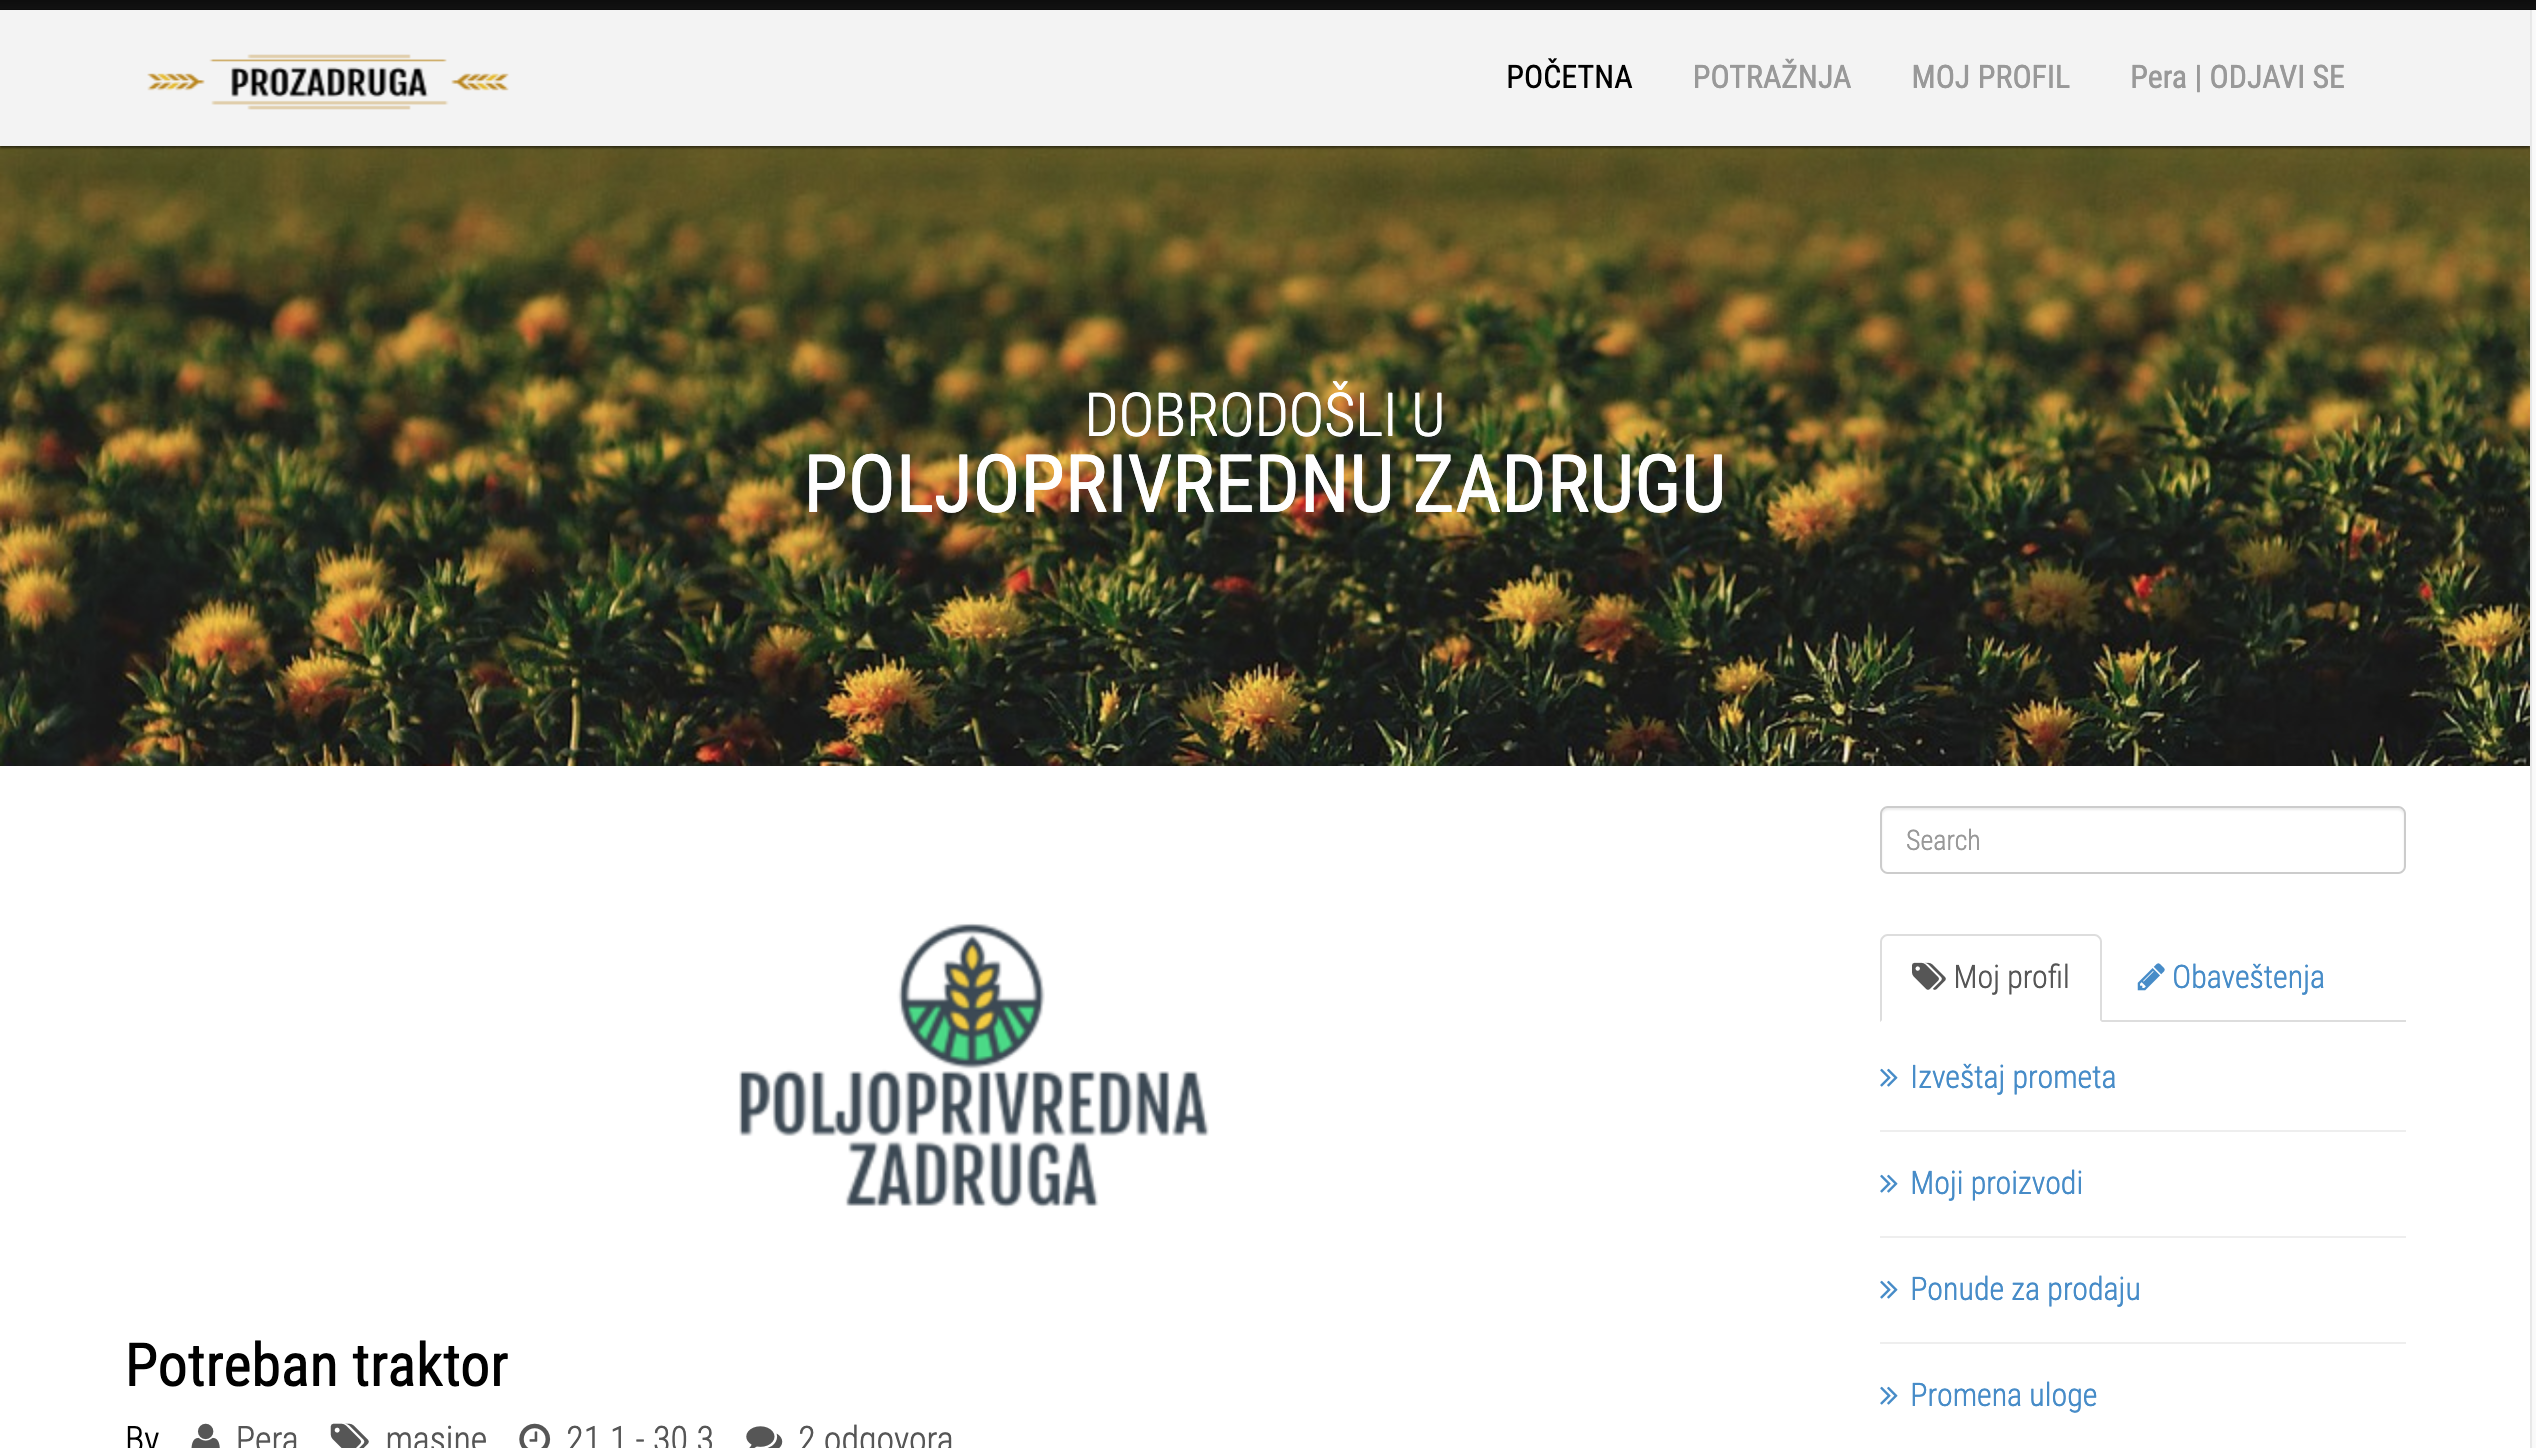 PROZADRUGA
POČETNA
POTRAŽNJA
MOJ PROFIL
Pera | ODJAVI SE
DOBRODOŠLI U
POLJOPRIVREDNU ZADRUGU
Search
Moj profil
Obaveštenja
Izveštaj prometa
Moji proizvodi
Ponude za prodaju
Promena uloge
POLJOPRIVREDNA
ZADRUGA
Potreban traktor
By Pera masine 21.1 - 30.3 2 odgovora